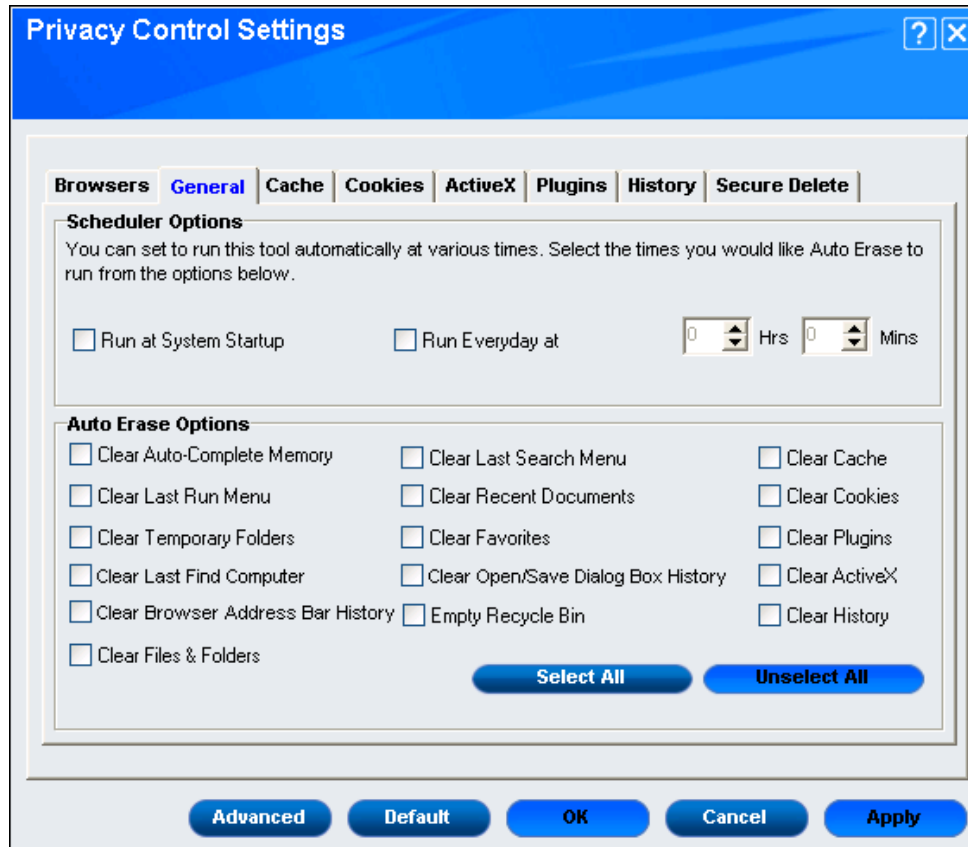 Privacy Control Settings
Browsers General Cache Cookies ActiveX Plugins History Secure Delete
Scheduler Options
You can set to run this tool automatically at various times. Select the times you would like Auto Erase to
run from the options below.
Run at System Startup Run Everyday at 0 Hrs 0 Mins
Auto Erase Options
Clear Auto-Complete Memory Clear Last Search Menu Clear Cache
Clear Last Run Menu Clear Recent Documents Clear Cookies
Clear Temporary Folders Clear Favorites Clear Plugins
Clear Last Find Computer Clear Open/Save Dialog Box History Clear ActiveX
Clear Browser Address Bar History Empty Recycle Bin Clear History
Clear Files & Folders
Select All Unselect All
Advanced Default OK Cancel Apply